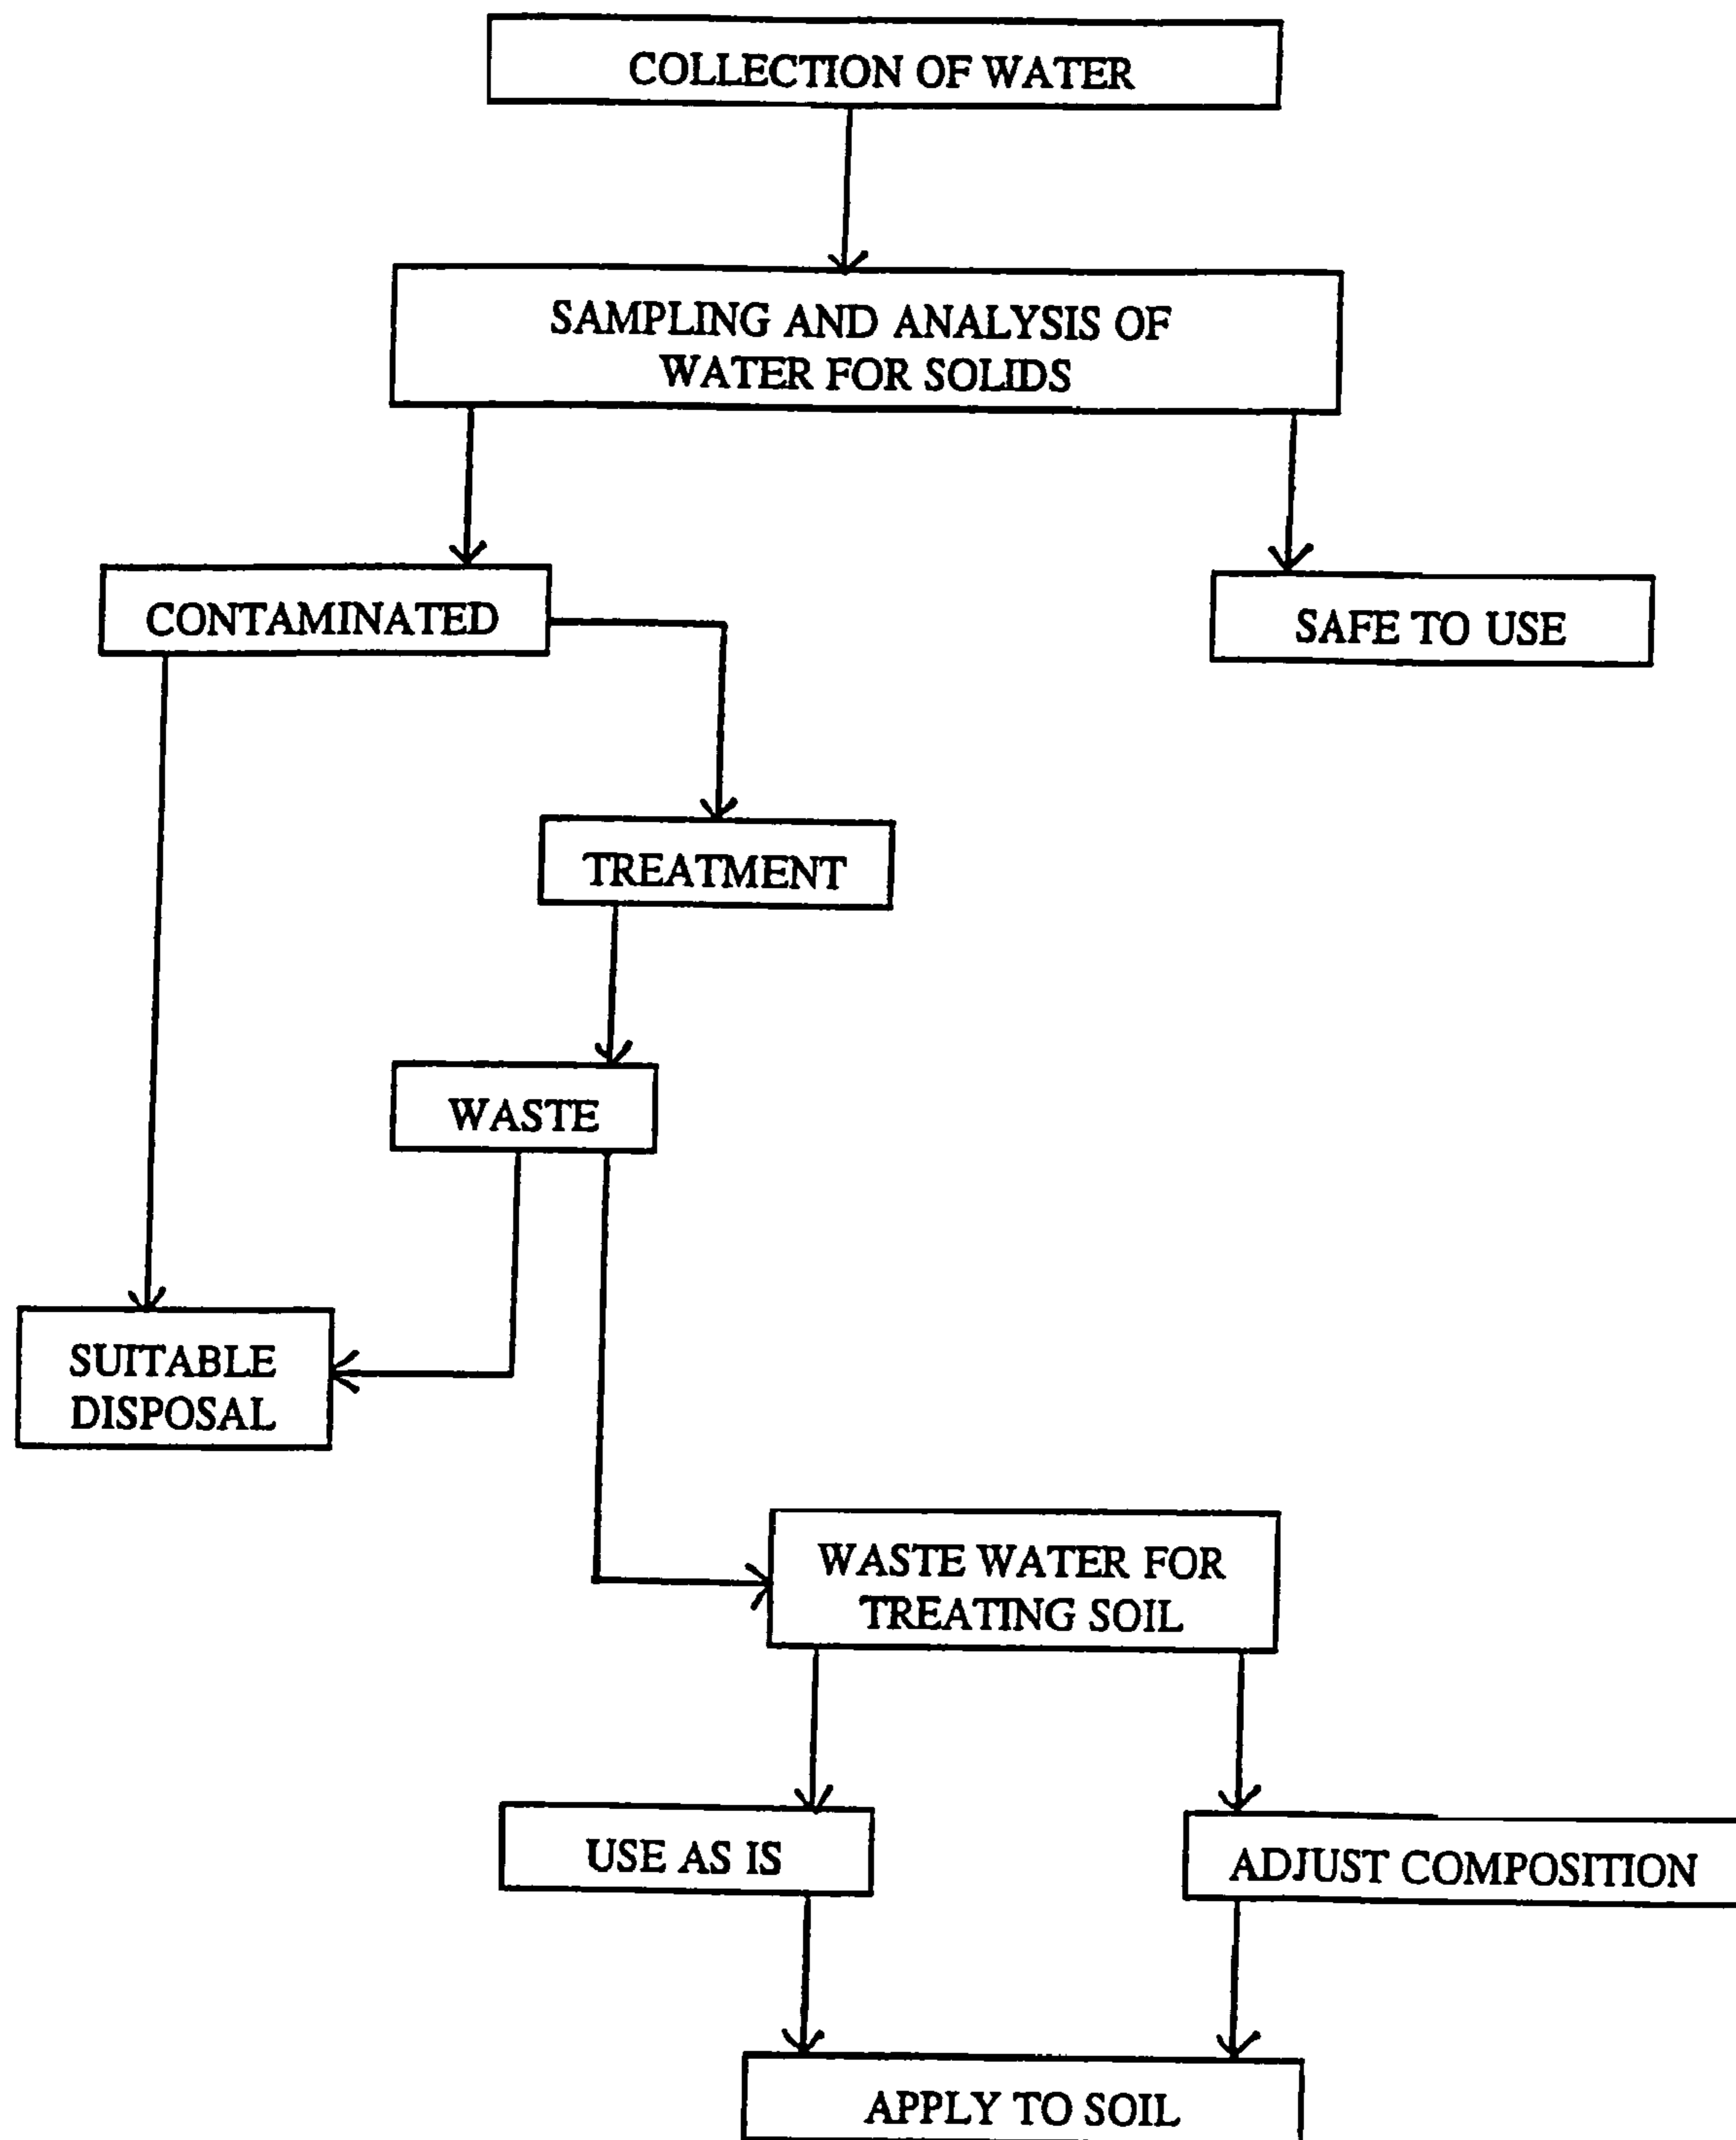 COLLECTION OF WATER
SAMPLING AND ANALYSIS OF
WATER FOR SOLIDS
CONTAMINATED
SAFE TO USE
TREATMENT
WASTE
SUITABLE
DISPOSAL
WASTE WATER FOR
TREATING SOIL
USE AS IS
ADJUST COMPOSITION
APPLY TO SOIL